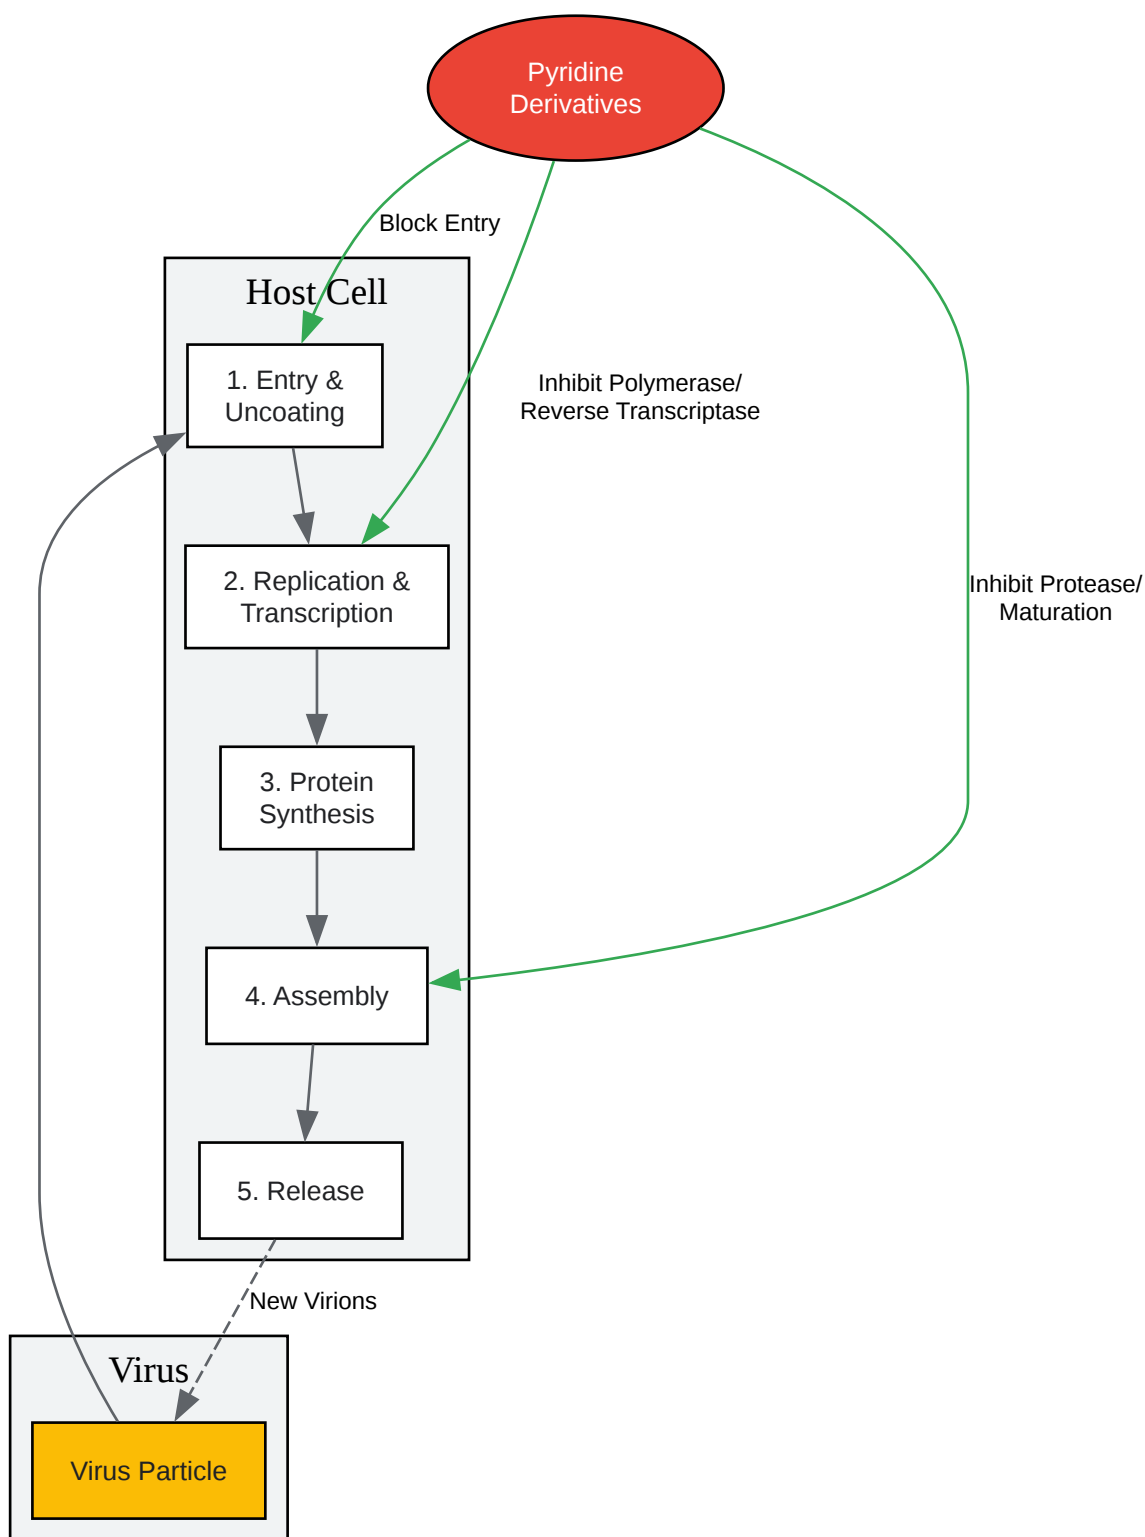 Pyridine
Derivatives
Block Entry
Host Cell
1. Entry &
Uncoating
Inhibit Polymerase/
Reverse Transcriptase
2. Replication &
Transcription
Inhibit Protease/
Maturation
3. Protein
Synthesis
4. Assembly
5. Release
New Virions
Virus
Virus Particle